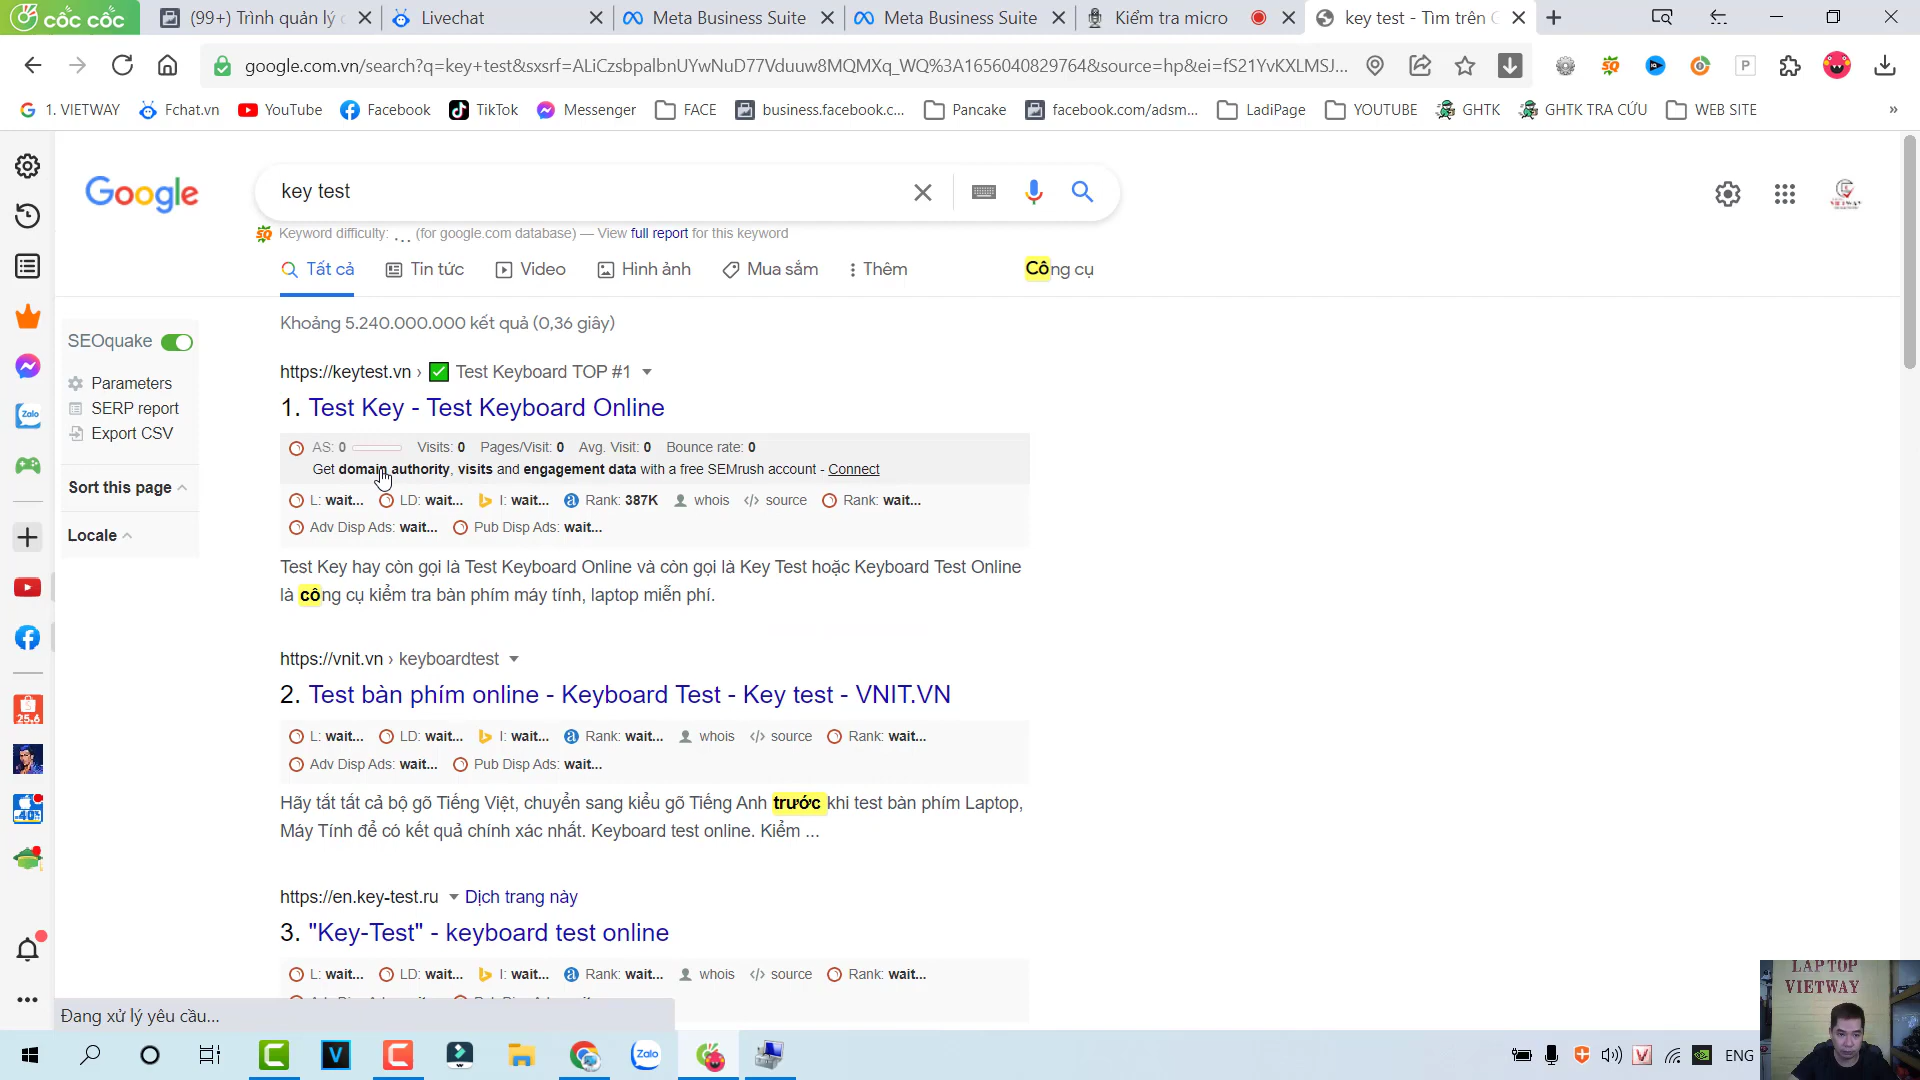 cốc cốc
(99+) Trình quản lý
Livechat
Meta Business Suite
Meta Business Suite
Kiểm tra micro
key test - Tìm trên
google.com.vn/search?q=key+test&sxsrf=ALiCzsbpalbnUYwNuD77Vduuw8MQMXq_WQ%3A1656040829764&source=hp&ei=fS21YvKXLMSJ...
1. VIETWAY
Fchat.vn
YouTube
Facebook
TikTok
Messenger
FACE
business.facebook.c...
Pancake
facebook.com/adsm...
LadiPage
YOUTUBE
GHTK
GHTK TRA CỨU
WEB SITE
»
Google
key test
Keyword difficulty: ... (for google.com database) — View full report for this keyword
Tất cả
Tin tức
Video
Hình ảnh
Mua sắm
Thêm
Công cụ
Khoảng 5.240.000.000 kết quả (0,36 giây)
SEOquake
Parameters
SERP report
Export CSV
Sort this page
Locale
https://keytest.vn › ✅ Test Keyboard TOP #1
1. Test Key - Test Keyboard Online
AS: 0 Visits: 0 Pages/Visit: 0 Avg. Visit: 0 Bounce rate: 0
Get domain authority, visits and engagement data with a free SEMrush account - Connect
L: wait... LD: wait... I: wait... Rank: 387K whois source Rank: wait...
Adv Disp Ads: wait... Pub Disp Ads: wait...
Test Key hay còn gọi là Test Keyboard Online và còn gọi là Key Test hoặc Keyboard Test Online
là công cụ kiểm tra bàn phím máy tính, laptop miễn phí.
https://vnit.vn › keyboardtest
2. Test bàn phím online - Keyboard Test - Key test - VNIT.VN
L: wait... LD: wait... I: wait... Rank: wait... whois source Rank: wait...
Adv Disp Ads: wait... Pub Disp Ads: wait...
Hãy tắt tất cả bộ gõ Tiếng Việt, chuyển sang kiểu gõ Tiếng Anh trước khi test bàn phím Laptop,
Máy Tính để có kết quả chính xác nhất. Keyboard test online. Kiểm ...
https://en.key-test.ru Dịch trang này
3. "Key-Test" - keyboard test online
L: wait... LD: wait... I: wait... Rank: wait... whois source Rank: wait...
Zalo
25.6
-40%
Đang xử lý yêu cầu...
LAPTOP
VIETWAY
Zalo
ENG